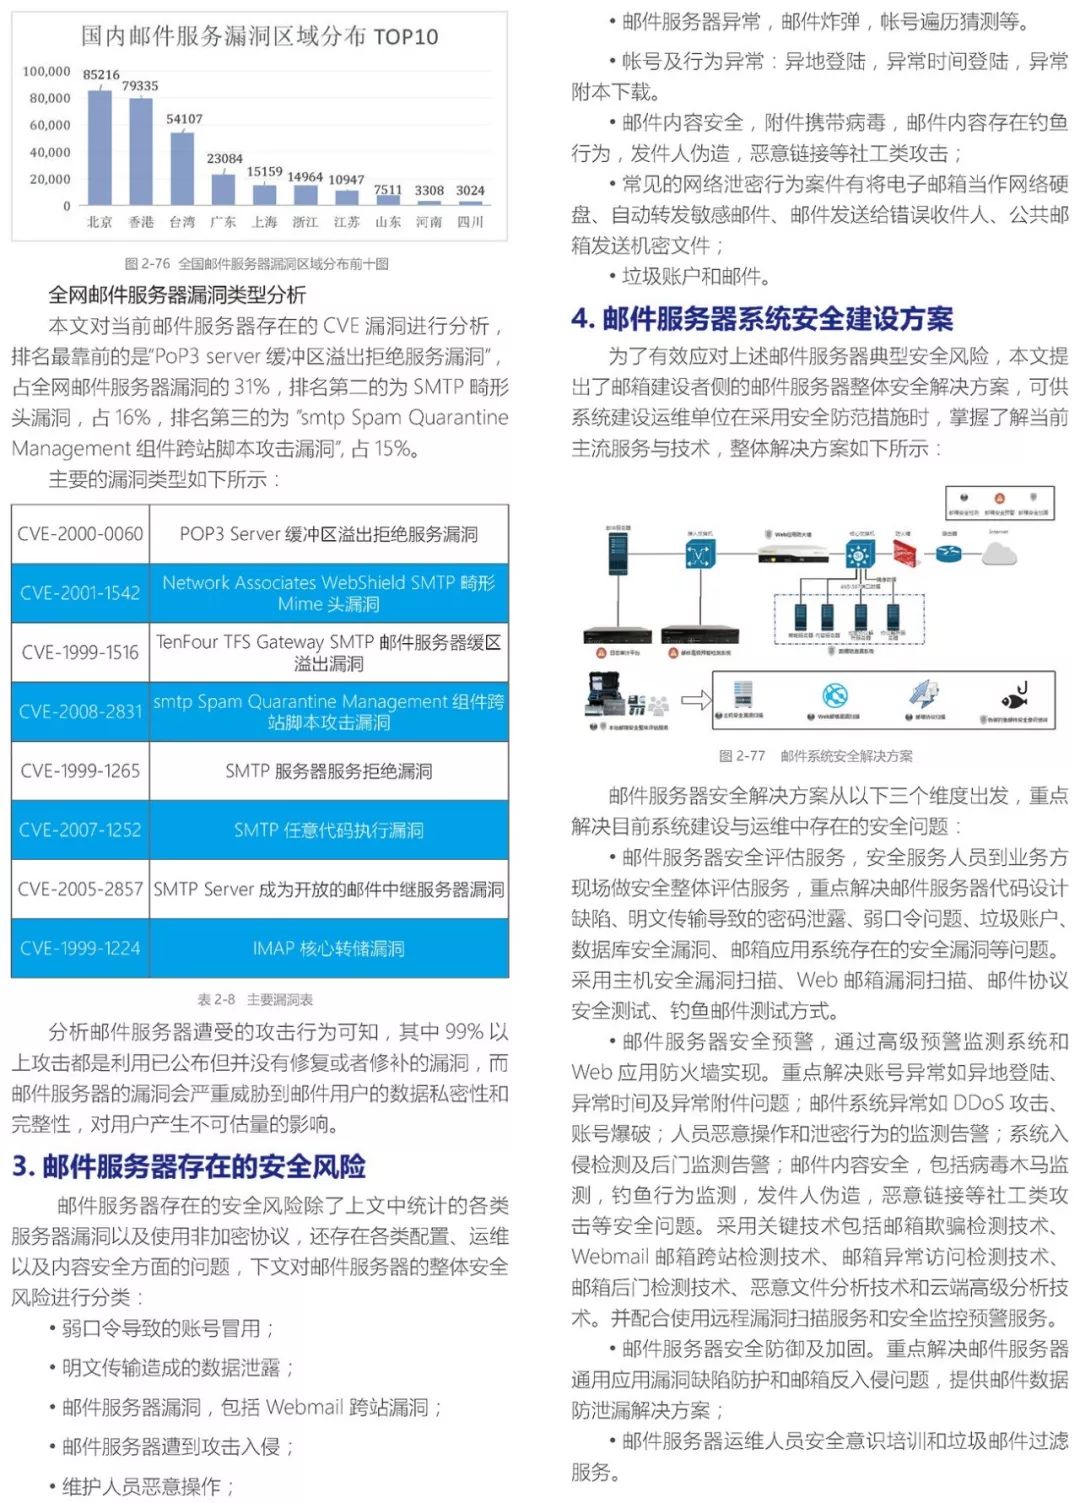 国内邮件服务漏洞区域分布 TOP10
100,000
80,000
60,000
40,000
20,000
0
85216
79335
54107
23084
15159
14964
10947
7511
3308
3024
北京 香港 台湾 广东 上海 浙江 江苏 山东 河南 四川
图 2-76 全国邮件服务器漏洞区域分布前十图
全网邮件服务器漏洞类型分析
本文对当前邮件服务器存在的 CVE 漏洞进行分析，
排名最靠前的是“PoP3 server 缓冲区溢出拒绝服务漏洞”，
占全网邮件服务器漏洞的 31%，排名第二的为 SMTP 畸形
头漏洞，占 16%，排名第三的为 “smtp Spam Quarantine
Management 组件跨站脚本攻击漏洞”, 占 15%。
主要的漏洞类型如下所示：
CVE-2000-0060 POP3 Server 缓冲区溢出拒绝服务漏洞
CVE-2001-1542 Network Associates WebShield SMTP 畸形
Mime 头漏洞
CVE-1999-1516 TenFour TFS Gateway SMTP 邮件服务器缓区
溢出漏洞
CVE-2008-2831 smtp Spam Quarantine Management 组件跨
站脚本攻击漏洞
CVE-1999-1265 SMTP 服务器服务拒绝漏洞
CVE-2007-1252 SMTP 任意代码执行漏洞
CVE-2005-2857 SMTP Server 成为开放的邮件中继服务器漏洞
CVE-1999-1224 IMAP 核心转储漏洞
表 2-8 主要漏洞表
分析邮件服务器遭受的攻击行为可知，其中 99% 以
上攻击都是利用已公布但并没有修复或者修补的漏洞，而
邮件服务器的漏洞会严重威胁到邮件用户的数据私密性和
完整性，对用户产生不可估量的影响。
3. 邮件服务器存在的安全风险
邮件服务器存在的安全风险除了上文中统计的各类
服务器漏洞以及使用非加密协议，还存在各类配置、运维
以及内容安全方面的问题，下文对邮件服务器的整体安全
风险进行分类：
• 弱口令导致的账号冒用；
• 明文传输造成的数据泄露；
• 邮件服务器漏洞，包括 Webmail 跨站漏洞；
• 邮件服务器遭到攻击入侵；
• 维护人员恶意操作；
• 邮件服务器异常，邮件炸弹，帐号遍历猜测等。
• 帐号及行为异常：异地登陆，异常时间登陆，异常
附本下载。
• 邮件内容安全，附件携带病毒，邮件内容存在钓鱼
行为，发件人伪造，恶意链接等社工类攻击；
• 常见的网络泄密行为案件有将电子邮箱当作网络硬
盘、自动转发敏感邮件、邮件发送给错误收件人、公共邮
箱发送机密文件；
• 垃圾账户和邮件。
4. 邮件服务器系统安全建设方案
为了有效应对上述邮件服务器典型安全风险，本文提
出了邮箱建设者侧的邮件服务器整体安全解决方案，可供
系统建设运维单位在采用安全防范措施时，掌握了解当前
主流服务与技术，整体解决方案如下所示：
Web应用防火墙
核心交换机
防火墙
路由器
Internet
接入交换机
日志审计平台
主机安全漏洞扫描
Web邮箱漏洞扫描
邮箱协议扫描
图 2-77 邮件系统安全解决方案
邮件服务器安全解决方案从以下三个维度出发，重点
解决目前系统建设与运维中存在的安全问题：
• 邮件服务器安全评估服务，安全服务人员到业务方
现场做安全整体评估服务，重点解决邮件服务器代码设计
缺陷、明文传输导致的密码泄露、弱口令问题、垃圾账户、
数据库安全漏洞、邮箱应用系统存在的安全漏洞等问题。
采用主机安全漏洞扫描、Web 邮箱漏洞扫描、邮件协议
安全测试、钓鱼邮件测试方式。
• 邮件服务器安全预警，通过高级预警监测系统和
Web 应用防火墙实现。重点解决账号异常如异地登陆、
异常时间及异常附件问题；邮件系统异常如 DDoS 攻击、
账号爆破；人员恶意操作和泄密行为的监测告警；系统入
侵检测及后门监测告警；邮件内容安全，包括病毒木马监
测，钓鱼行为监测，发件人伪造，恶意链接等社工类攻
击等安全问题。采用关键技术包括邮箱欺骗检测技术、
Webmail 邮箱跨站检测技术、邮箱异常访问检测技术、
邮箱后门检测技术、恶意文件分析技术和云端高级分析技
术。并配合使用远程漏洞扫描服务和安全监控预警服务。
• 邮件服务器安全防御及加固。重点解决邮件服务器
通用应用漏洞缺陷防护和邮箱反入侵问题，提供邮件数据
防泄漏解决方案；
• 邮件服务器运维人员安全意识培训和垃圾邮件过滤
服务。